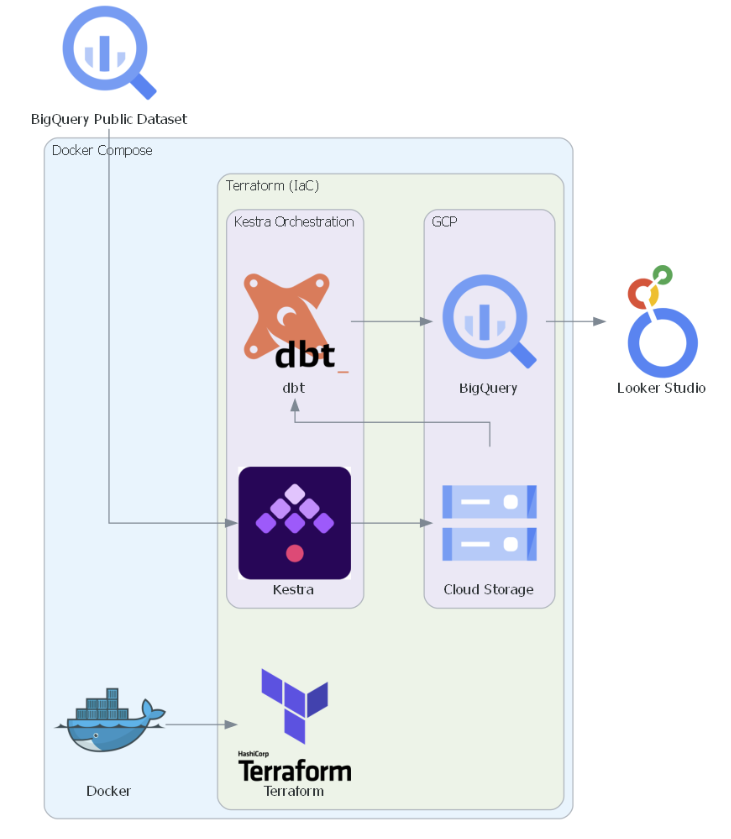 BigQuery Public Dataset
Docker Compose
Terraform (IaC)
Kestra Orchestration
GCP
dbt_
dbt
BigQuery
Looker Studio
Kestra
Cloud Storage
HashiCorp
Terraform
Docker
Terraform